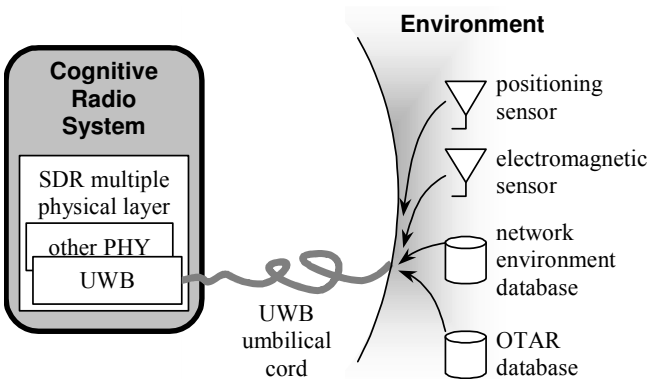 Environment
Cognitive
Radio
System
SDR multiple
physical layer
other PHY
UWB
UWB
umbilical
cord
positioning
sensor
electromagnetic
sensor
network
environment
database
OTAR
database